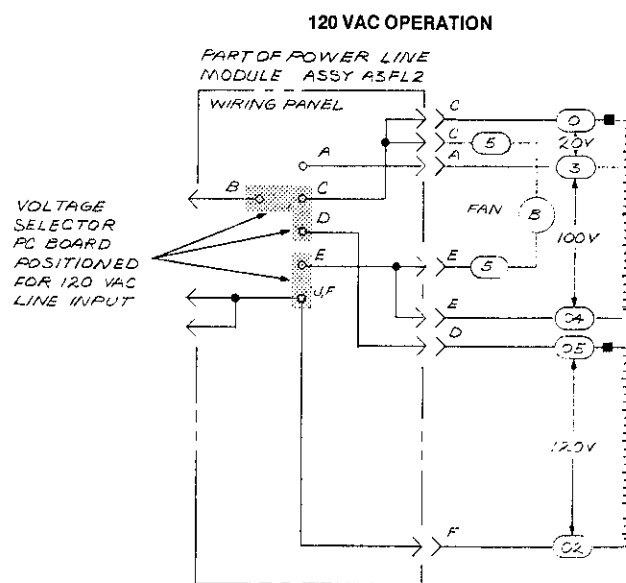 120 VAC OPERATION
PART OF POWER LINE
MODULE ASSY A3FL2
WIRING PANEL
C
0
C
5
20V
A
A
3
B
C
VOLTAGE
SELECTOR
PC BOARD
POSITIONED
FOR 120 VAC
LINE INPUT
D
FAN
B
100V
E
E
5
J,F
E
04
D
05
120V
F
02